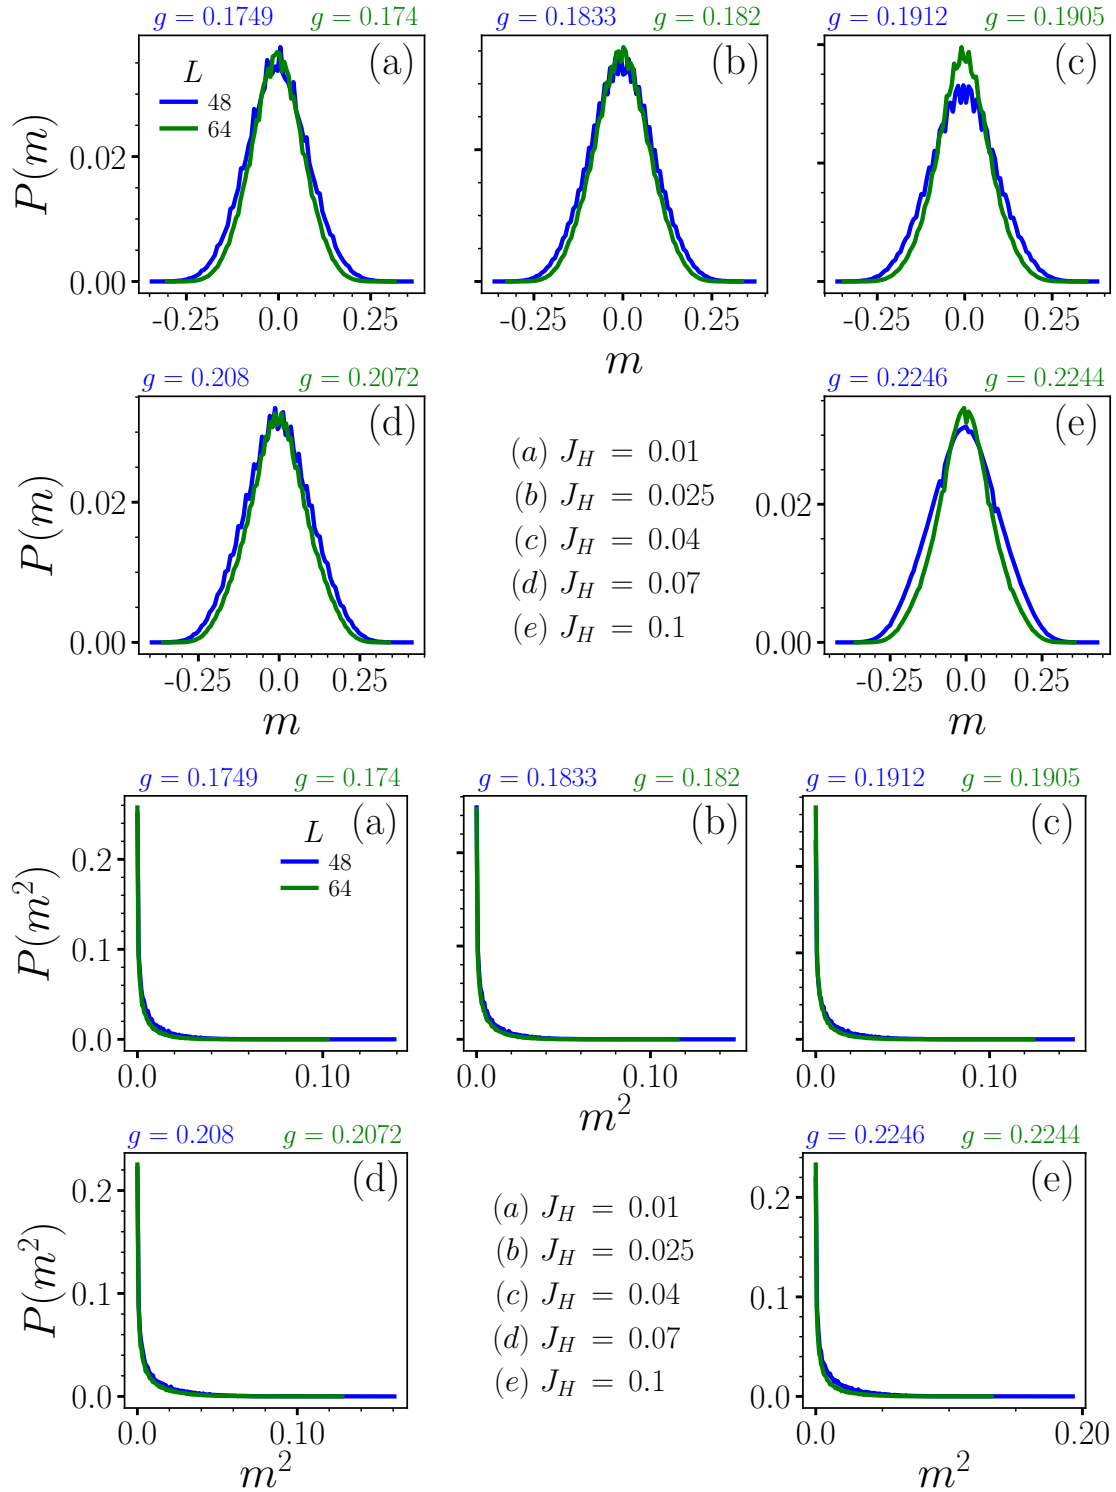 g = 0.1749 g = 0.174 g = 0.1833 g = 0.182 g = 0.1912 g = 0.1905
(a) (b) (c)
L
48
64
P(m)
0.02
0.00
-0.25 0.0 0.25 -0.25 0.0 0.25 -0.25 0.0 0.25
m
g = 0.208 g = 0.2072 g = 0.2246 g = 0.2244
(d) (e)
P(m)
0.02
0.00
(a) J_H = 0.01
(b) J_H = 0.025
(c) J_H = 0.04
(d) J_H = 0.07
(e) J_H = 0.1
0.02
0.00
-0.25 0.0 0.25 -0.25 0.0 0.25
m m
g = 0.1749 g = 0.174 g = 0.1833 g = 0.182 g = 0.1912 g = 0.1905
(a) (b) (c)
L
48
64
P(m²)
0.2
0.1
0.0
0.0 0.10 0.0 0.10 0.0 0.10
m²
g = 0.208 g = 0.2072 g = 0.2246 g = 0.2244
(d) (e)
P(m²)
0.2
0.1
0.0
(a) J_H = 0.01
(b) J_H = 0.025
(c) J_H = 0.04
(d) J_H = 0.07
(e) J_H = 0.1
0.2
0.1
0.0
0.0 0.10 0.0 0.20
m² m²